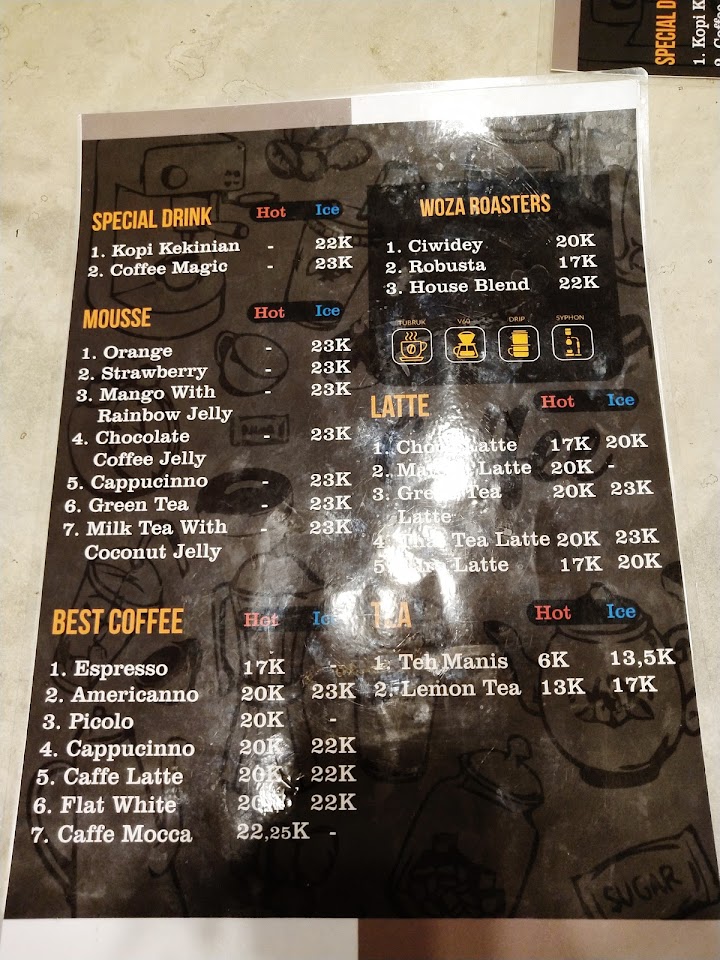 SPECIAL DRINK Hot Ice
1. Kopi Kekinian - 22K
2. Coffee Magic - 23K
MOUSSE Hot Ice
1. Orange - 23K
2. Strawberry - 23K
3. Mango With - 23K
Rainbow Jelly
4. Chocolate - 23K
Coffee Jelly
5. Cappucinno - 23K
6. Green Tea - 23K
7. Milk Tea With - 23K
Coconut Jelly
BEST COFFEE Hot Ice
1. Espresso 17K -
2. Americanno 20K 23K
3. Picolo 20K -
4. Cappucinno 20K 22K
5. Caffe Latte 20K 22K
6. Flat White 22K
7. Caffe Mocca 22,25K -
WOZA ROASTERS
1. Ciwidey 20K
2. Robusta 17K
3. House Blend 22K
TUBRUK V60 DRIP SYPHON
LATTE Hot Ice
1. Latte 17K 20K
2. Latte 20K -
3. Green Tea 20K 23K
Latte
4. Tea Latte 20K 23K
5. Latte 17K 20K
TEA Hot Ice
1. Teh Manis 6K 13,5K
2. Lemon Tea 13K 17K
SUGAR
SPECIAL D
1. Kopi K